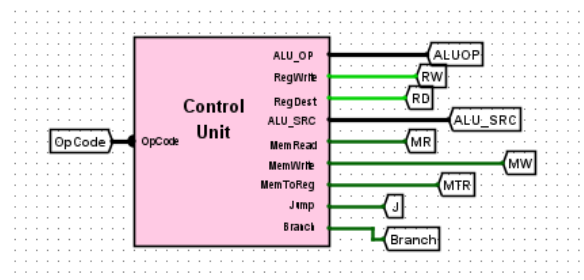 ALU_OP
ALUOP
RegWrite
RW
RegDest
RD
Control
Unit
ALU_SRC
ALU_SRC
OpCode
OpCode
MemRead
MR
MemWrite
MW
MemToReg
MTR
Jump
J
Branch
Branch